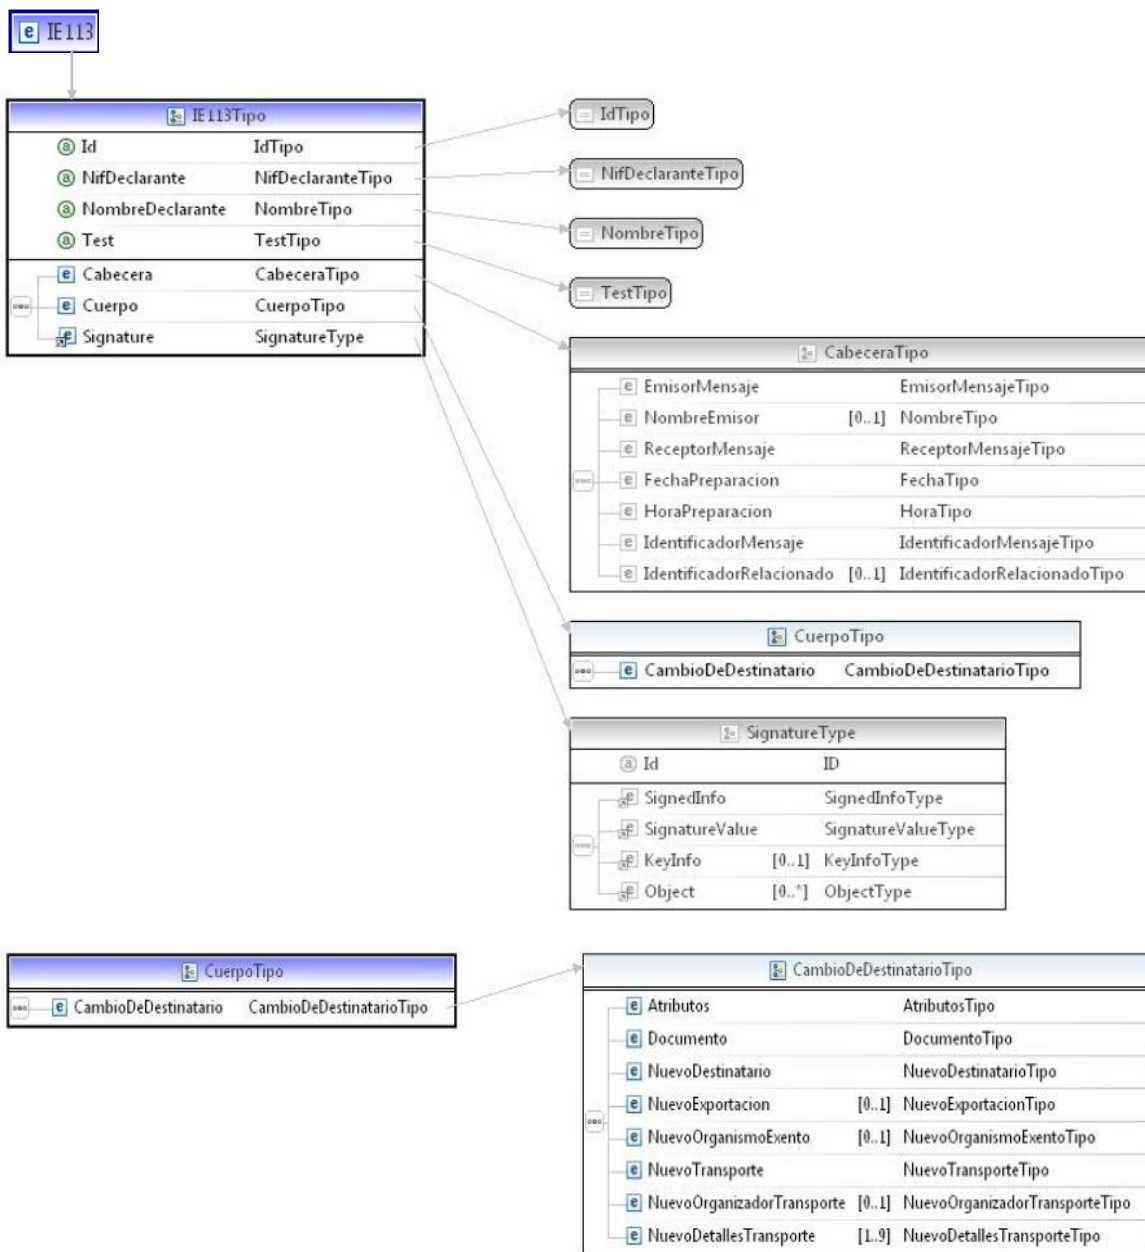 IE113
IE113Tipo
Id IdTipo
NifDeclarante NifDeclaranteTipo
NombreDeclarante NombreTipo
Test TestTipo
Cabecera CabeceraTipo
Cuerpo CuerpoTipo
Signature SignatureType
IdTipo
NifDeclaranteTipo
NombreTipo
TestTipo
CabeceraTipo
EmisorMensaje EmisorMensajeTipo
NombreEmisor [0..1] NombreTipo
ReceptorMensaje ReceptorMensajeTipo
FechaPreparacion FechaTipo
HoraPreparacion HoraTipo
IdentificadorMensaje IdentificadorMensajeTipo
IdentificadorRelacionado [0..1] IdentificadorRelacionadoTipo
CuerpoTipo
CambioDeDestinatario CambioDeDestinatarioTipo
SignatureType
Id ID
SignedInfo SignedInfoType
SignatureValue SignatureValueType
KeyInfo [0..1] KeyInfoType
Object [0..*] ObjectType
CuerpoTipo
CambioDeDestinatario CambioDeDestinatarioTipo
CambioDeDestinatarioTipo
Atributos AtributosTipo
Documento DocumentoTipo
NuevoDestinatario NuevoDestinatarioTipo
NuevoExportacion [0..1] NuevoExportacionTipo
NuevoOrganismoExento [0..1] NuevoOrganismoExentoTipo
NuevoTransporte NuevoTransporteTipo
NuevoOrganizadorTransporte [0..1] NuevoOrganizadorTransporteTipo
NuevoDetallesTransporte [1..9] NuevoDetallesTransporteTipo